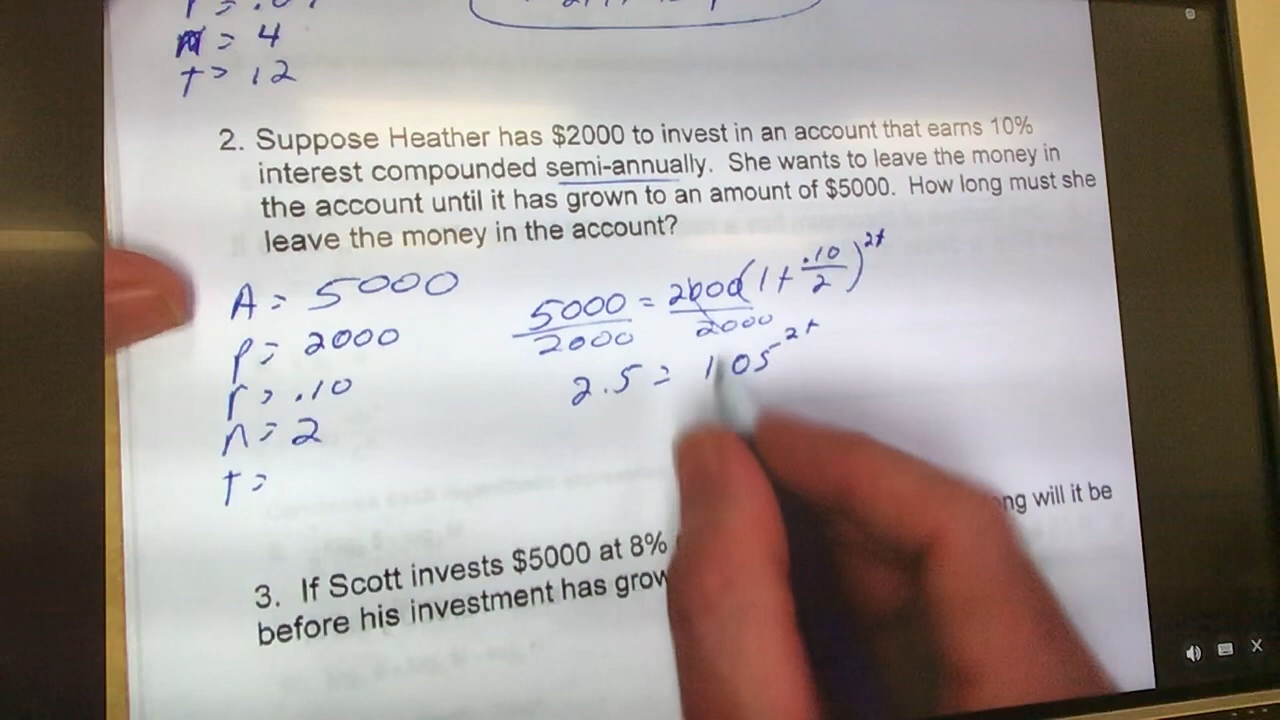 = 4
t = 12
2. Suppose Heather has $2000 to invest in an account that earns 10%
interest compounded semi-annually. She wants to leave the money in
the account until it has grown to an amount of $5000. How long must she
leave the money in the account?
A = 5000
P = 2000
r = .10
n = 2
t =
5000/2000 = 2000(1+.10/2)^2t/2000
2.5 = 1.05^2t
3. If Scott invests $5000 at 8% will it be
before his investment has